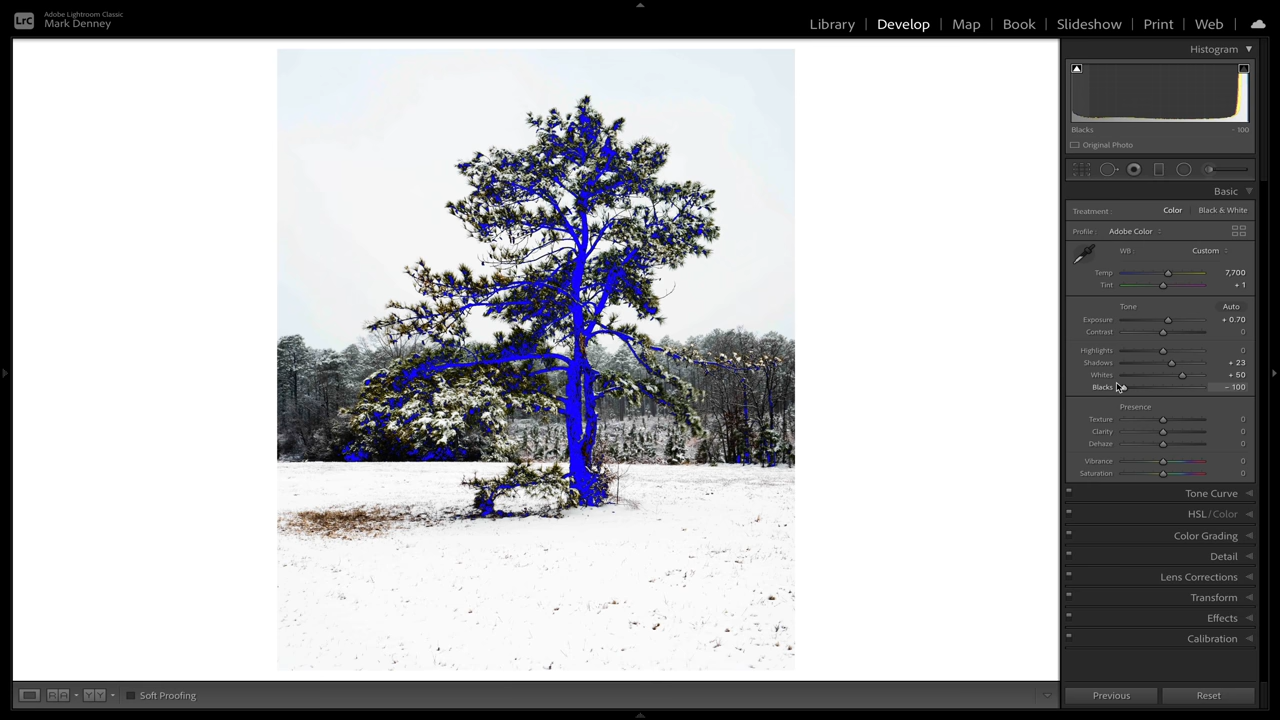 LrC
Adobe Lightroom Classic
Mark Denney
Library | Develop | Map | Book | Slideshow | Print | Web
Histogram
Blacks - 100
Original Photo
Basic
Treatment : Color Black & White
Profile : Adobe Color
WB : Custom
Temp 7,700
Tint + 1
Tone Auto
Exposure + 0.70
Contrast 0
Highlights 0
Shadows + 23
Whites + 50
Blacks – 100
Presence
Texture 0
Clarity 0
Dehaze 0
Vibrance 0
Saturation 0
Tone Curve
HSL / Color
Color Grading
Detail
Lens Corrections
Transform
Effects
Calibration
R A Y Y Soft Proofing Previous Reset